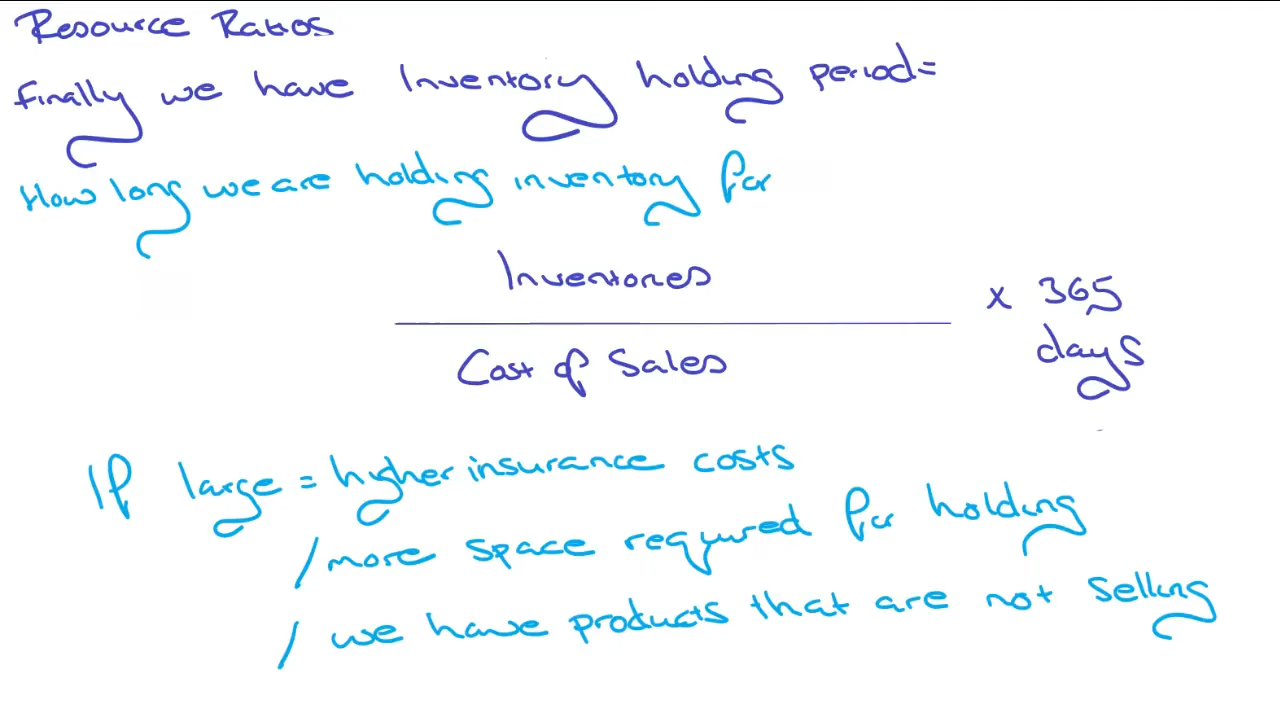 Resource Ratios
Finally we have Inventory holding period=
How long we are holding inventory for
Inventories
x 365
days
Cost of Sales
If large = higher insurance costs
/ more space required for holding
/ we have products that are not selling